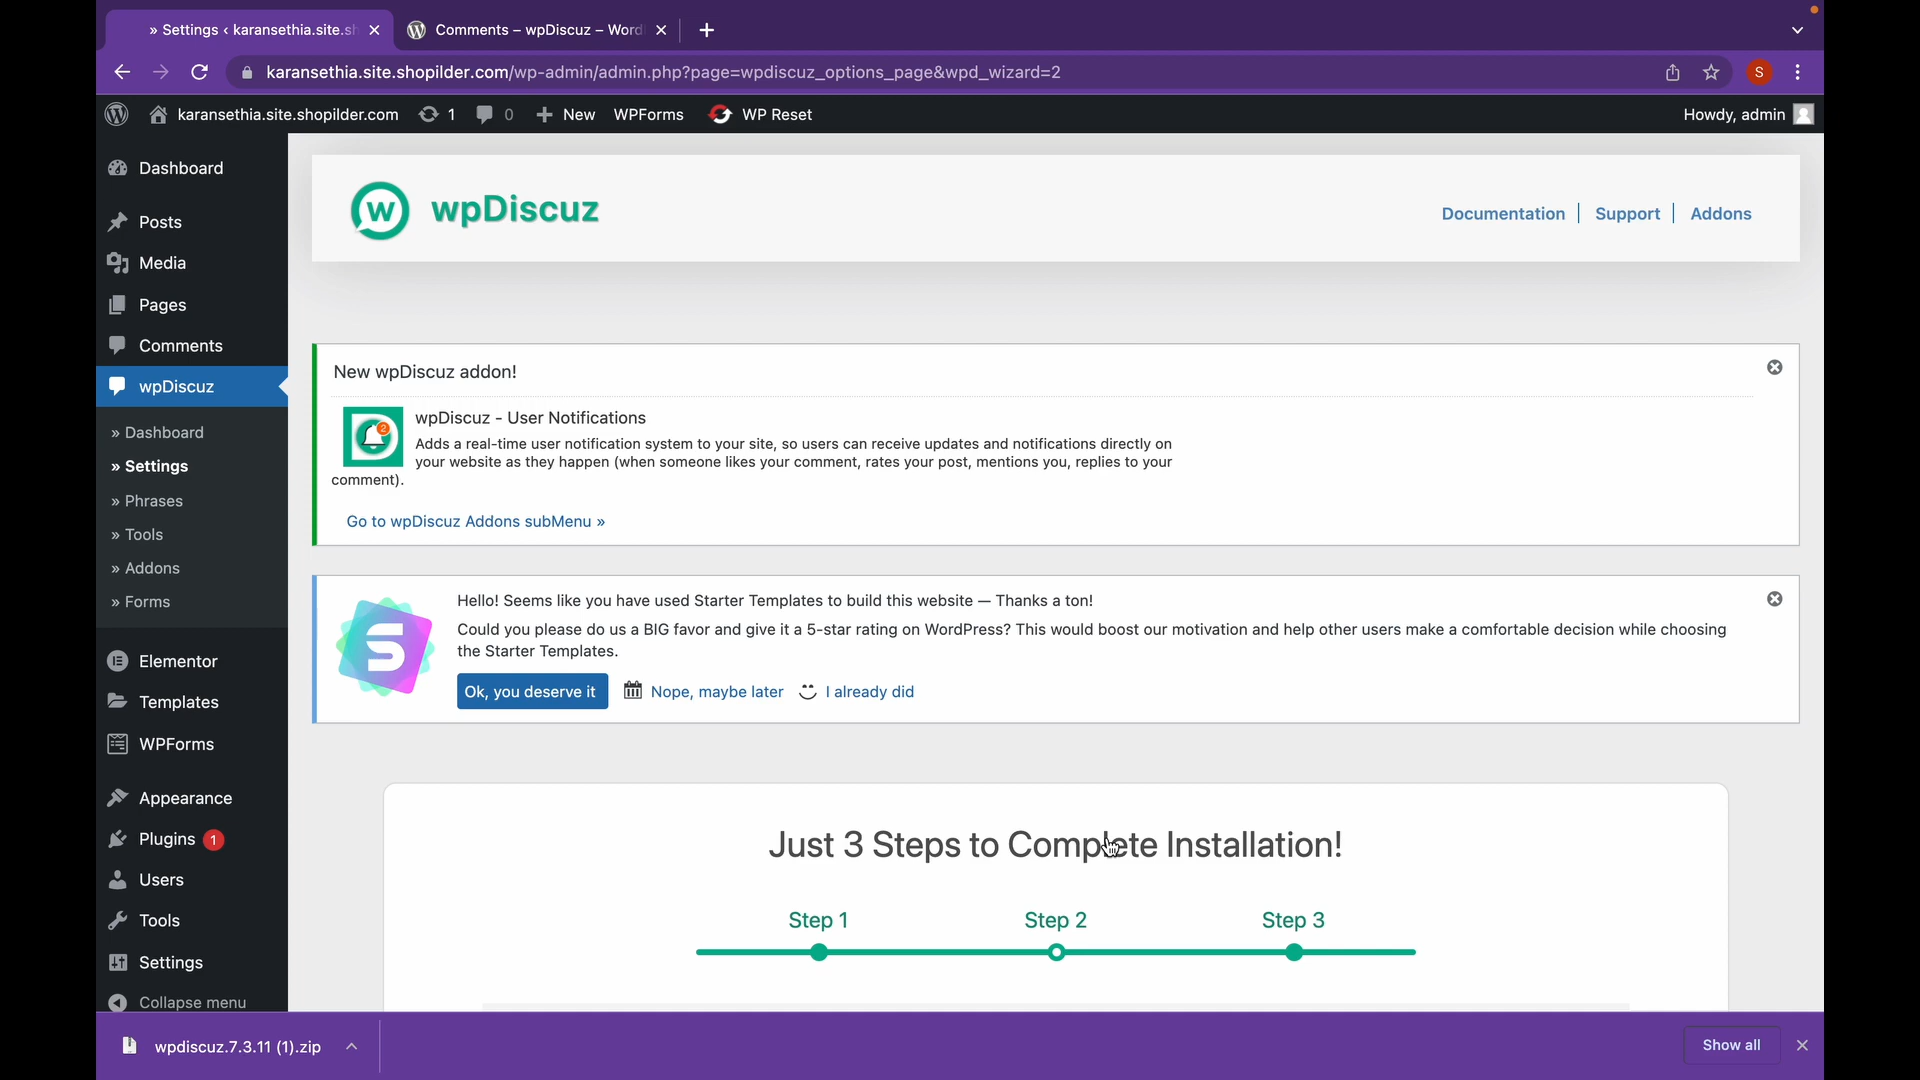 » Settings ‹ karansethia.site.sh
Comments – wpDiscuz – Word
karansethia.site.shopilder.com/wp-admin/admin.php?page=wpdiscuz_options_page&wpd_wizard=2
S
karansethia.site.shopilder.com
1
0
New
WPForms
WP Reset
Howdy, admin
Dashboard
Posts
Media
Pages
Comments
wpDiscuz
» Dashboard
» Settings
» Phrases
» Tools
» Addons
» Forms
Elementor
Templates
WPForms
Appearance
Plugins 1
Users
Tools
Settings
Collapse menu
wpDiscuz
Documentation | Support | Addons
New wpDiscuz addon!
2
wpDiscuz - User Notifications
Adds a real-time user notification system to your site, so users can receive updates and notifications directly on
your website as they happen (when someone likes your comment, rates your post, mentions you, replies to your
comment).
Go to wpDiscuz Addons subMenu »
Hello! Seems like you have used Starter Templates to build this website — Thanks a ton!
Could you please do us a BIG favor and give it a 5-star rating on WordPress? This would boost our motivation and help other users make a comfortable decision while choosing
the Starter Templates.
Ok, you deserve it
Nope, maybe later
I already did
Just 3 Steps to Complete Installation!
Step 1
Step 2
Step 3
wpdiscuz.7.3.11 (1).zip
Show all